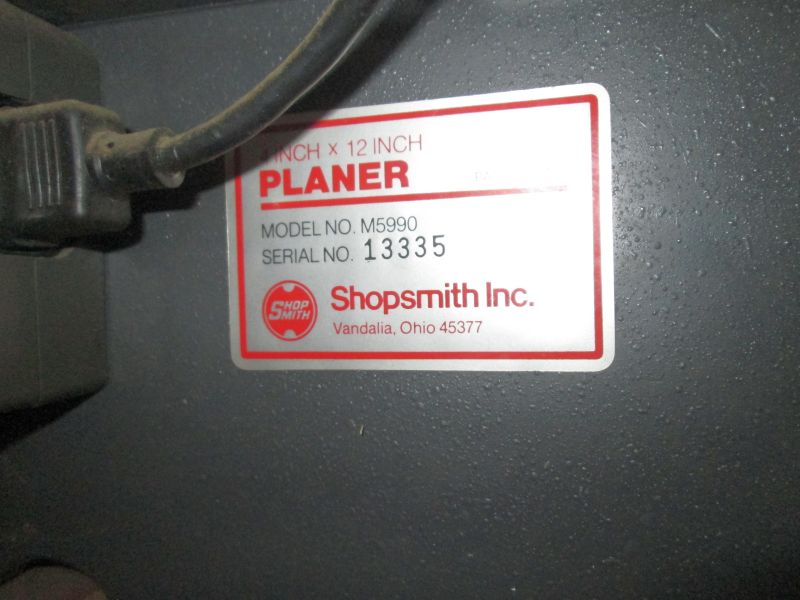 INCH x 12 INCH
PLANER
MODEL NO. M5990
SERIAL NO. 13335
SHOP
SMITH
Shopsmith Inc.
Vandalia, Ohio 45377